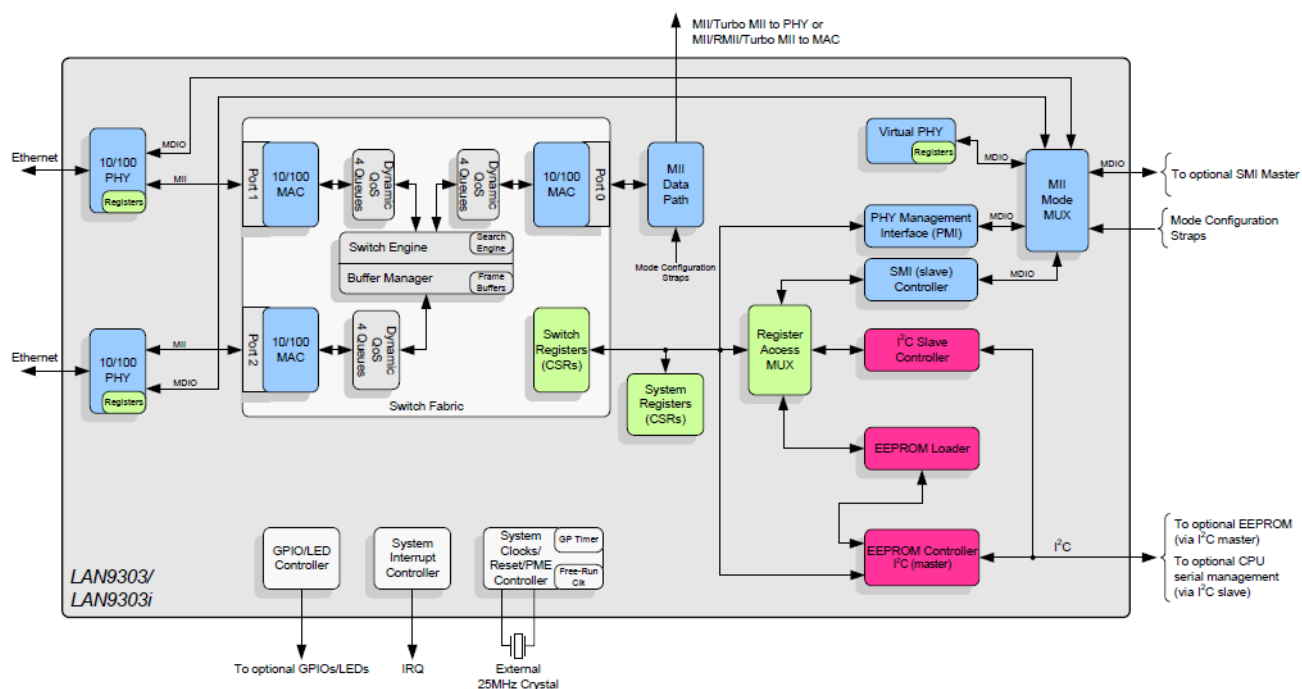 MII/Turbo MII to PHY or
MII/RMII/Turbo MII to MAC
MDIO
MDIO
Ethernet
10/100
PHY
Registers
MII
Port 1
10/100
MAC
Dynamic
QoS
4 Queues
Dynamic
QoS
4 Queues
10/100
MAC
Port 0
MII
Data
Path
Mode Configuration
Straps
Virtual PHY
Registers
MDIO
MII
Mode
MUX
MDIO
To optional SMI Master
Mode Configuration
Straps
PHY Management
Interface (PMI)
MDIO
SMI (slave)
Controller
MDIO
Switch Engine
Search
Engine
Buffer Manager
Frame
Buffers
Ethernet
10/100
PHY
Registers
MII
Port 2
10/100
MAC
Dynamic
QoS
4 Queues
Switch
Registers
(CSRs)
Switch Fabric
System
Registers
(CSRs)
Register
Access
MUX
I²C Slave
Controller
EEPROM Loader
EEPROM Controller
I²C (master)
I²C
To optional EEPROM
(via I²C master)
To optional CPU
serial management
(via I²C slave)
LAN9303/
LAN9303i
GPIO/LED
Controller
System
Interrupt
Controller
System
Clocks/
Reset/PME
Controller
GP Timer
Free-Run
Clk
To optional GPIOs/LEDs
IRQ
External
25MHz Crystal